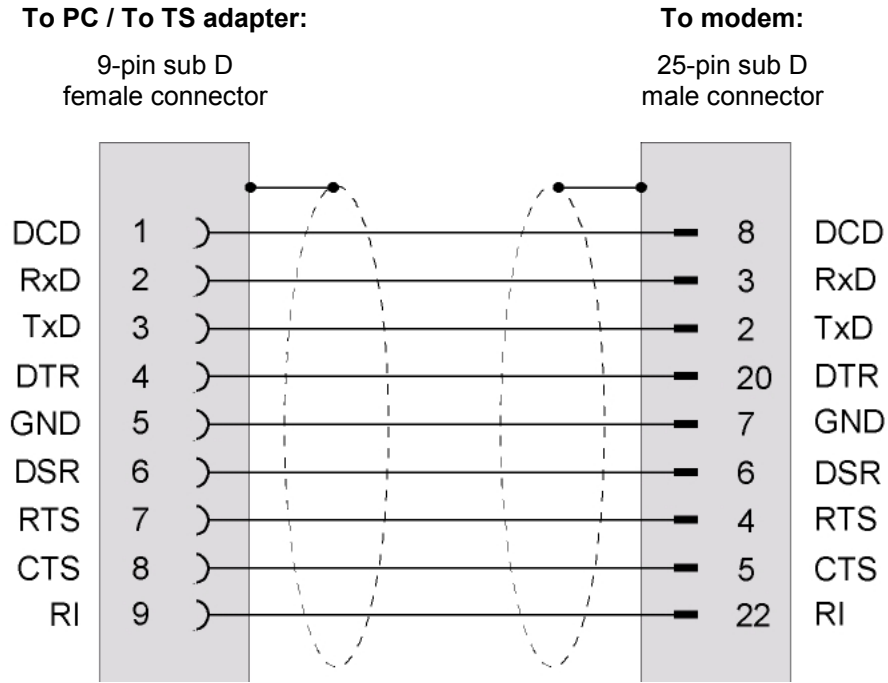 To PC / To TS adapter: To modem:
9-pin sub D 25-pin sub D
female connector male connector
DCD 1 8 DCD
RxD 2 3 RxD
TxD 3 2 TxD
DTR 4 20 DTR
GND 5 7 GND
DSR 6 6 DSR
RTS 7 4 RTS
CTS 8 5 CTS
RI 9 22 RI